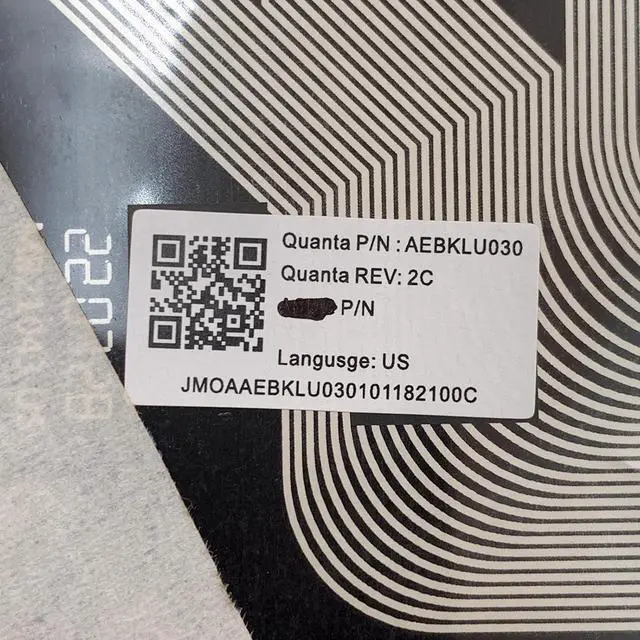 Quanta P/N : AEBKLU030
Quanta REV: 2C
P/N
Langusge: US
JMOAAEBKLU030101182100C